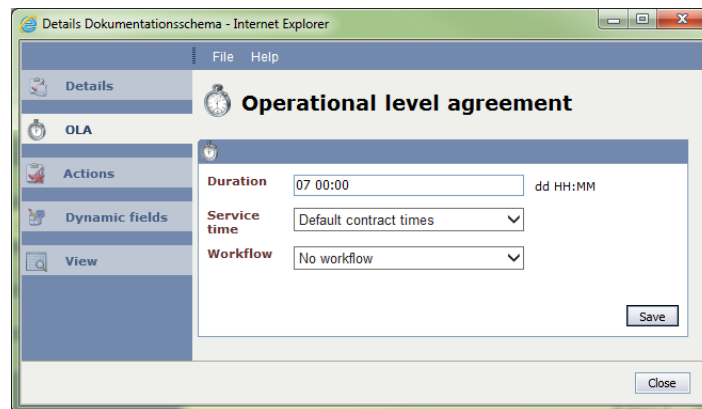 Details Dokumentationsschema - Internet Explorer
File Help
Details
OLA
Actions
Dynamic fields
View
Operational level agreement
Duration 07 00:00 dd HH:MM
Service
time
Default contract times
Workflow No workflow
Save
Close